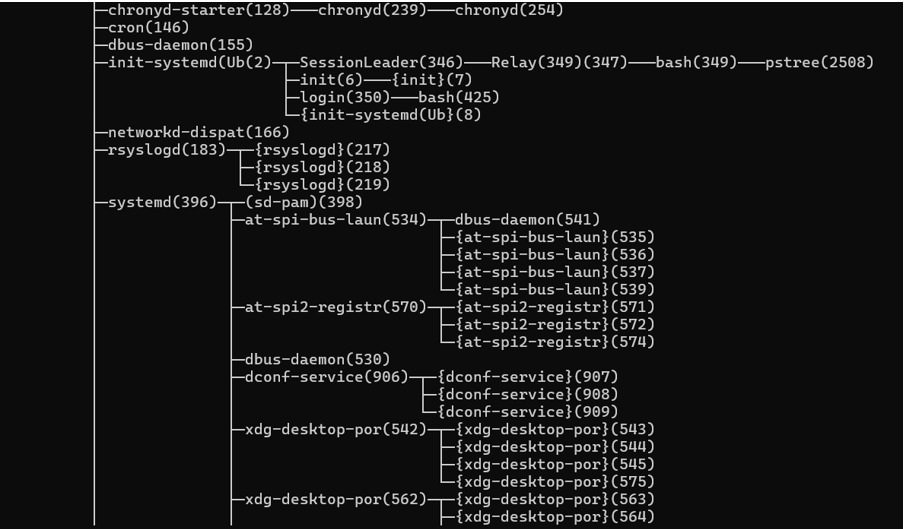 ├─chronyd-starter(128)───chronyd(239)───chronyd(254)
├─cron(146)
├─dbus-daemon(155)
├─init-systemd(Ub(2)─┬─SessionLeader(346)───Relay(349)(347)───bash(349)───pstree(2508)
│                    ├─init(6)───{init}(7)
│                    ├─login(350)───bash(425)
│                    └─{init-systemd(Ub}(8)
├─networkd-dispat(166)
├─rsyslogd(183)─┬─{rsyslogd}(217)
│               ├─{rsyslogd}(218)
│               └─{rsyslogd}(219)
├─systemd(396)─┬─(sd-pam)(398)
│              ├─at-spi-bus-laun(534)─┬─dbus-daemon(541)
│              │                      ├─{at-spi-bus-laun}(535)
│              │                      ├─{at-spi-bus-laun}(536)
│              │                      ├─{at-spi-bus-laun}(537)
│              │                      └─{at-spi-bus-laun}(539)
│              ├─at-spi2-registr(570)─┬─{at-spi2-registr}(571)
│              │                      ├─{at-spi2-registr}(572)
│              │                      └─{at-spi2-registr}(574)
│              ├─dbus-daemon(530)
│              ├─dconf-service(906)─┬─{dconf-service}(907)
│              │                    ├─{dconf-service}(908)
│              │                    └─{dconf-service}(909)
│              ├─xdg-desktop-por(542)─┬─{xdg-desktop-por}(543)
│              │                      ├─{xdg-desktop-por}(544)
│              │                      ├─{xdg-desktop-por}(545)
│              │                      └─{xdg-desktop-por}(575)
│              ├─xdg-desktop-por(562)─┬─{xdg-desktop-por}(563)
│              │                      ├─{xdg-desktop-por}(564)